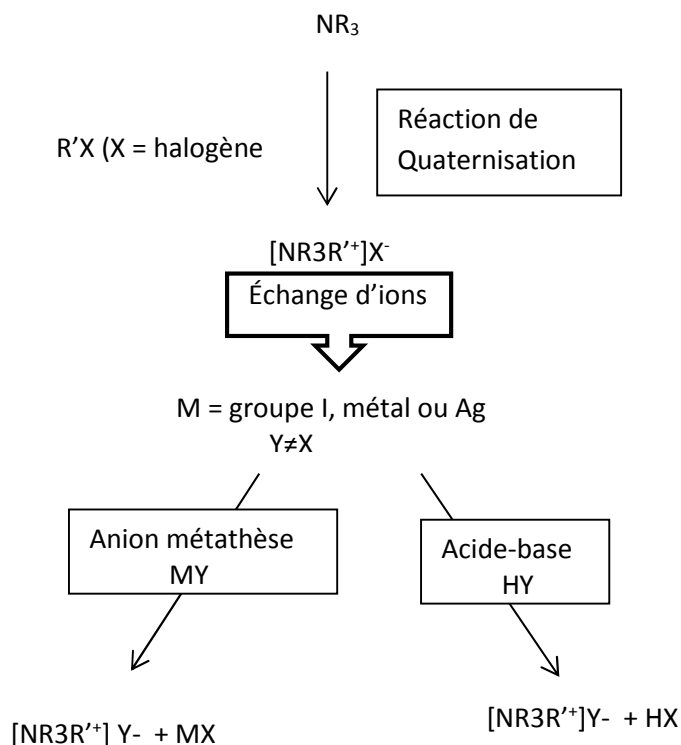 NR₃
R’X (X = halogène
Réaction de
Quaternisation
[NR3R’⁺]X⁻
Échange d’ions
M = groupe I, métal ou Ag
Y≠X
Anion métathèse
MY
Acide-base
HY
[NR3R’⁺] Y- + MX
[NR3R’⁺]Y- + HX